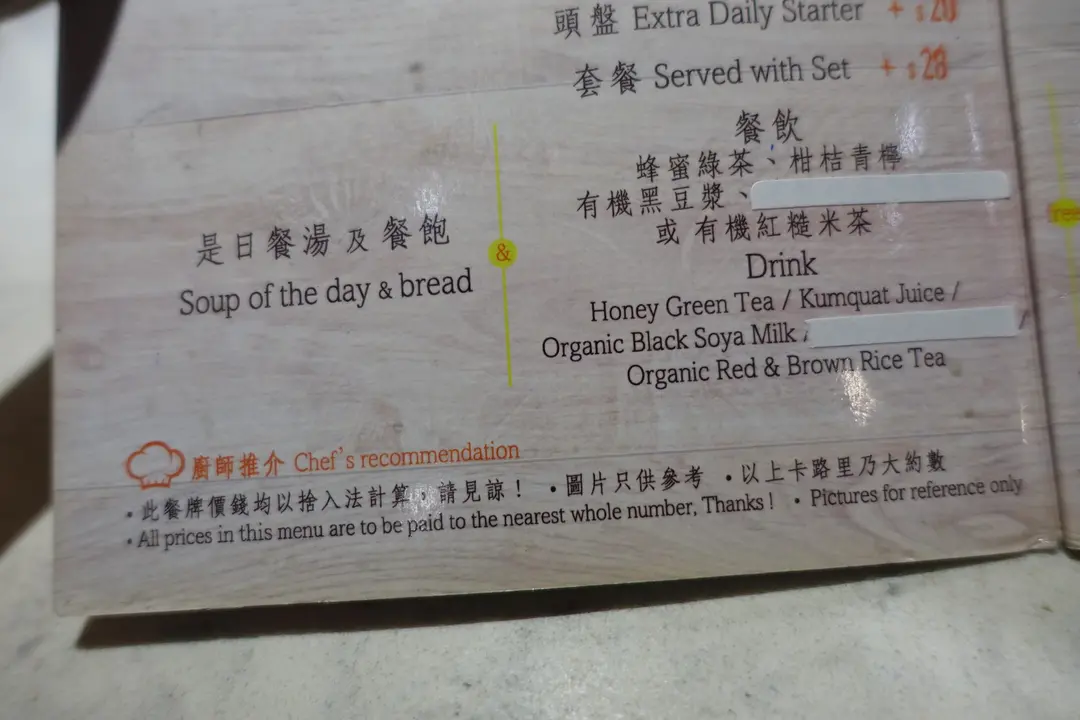 頭盤 Extra Daily Starter + $20
套餐 Served with Set + $28
是日餐湯 及 餐飽
Soup of the day & bread
&
餐飲
蜂蜜綠茶、柑桔青檸
有機黑豆漿、
或 有機紅糙米茶
Drink
Honey Green Tea / Kumquat Juice /
Organic Black Soya Milk / /
Organic Red & Brown Rice Tea
廚師推介 Chef's recommendation
•此餐牌價錢均以捨入法計算，請見諒！ •圖片只供參考 •以上卡路里乃大約數
•All prices in this menu are to be paid to the nearest whole number, Thanks! • Pictures for reference only